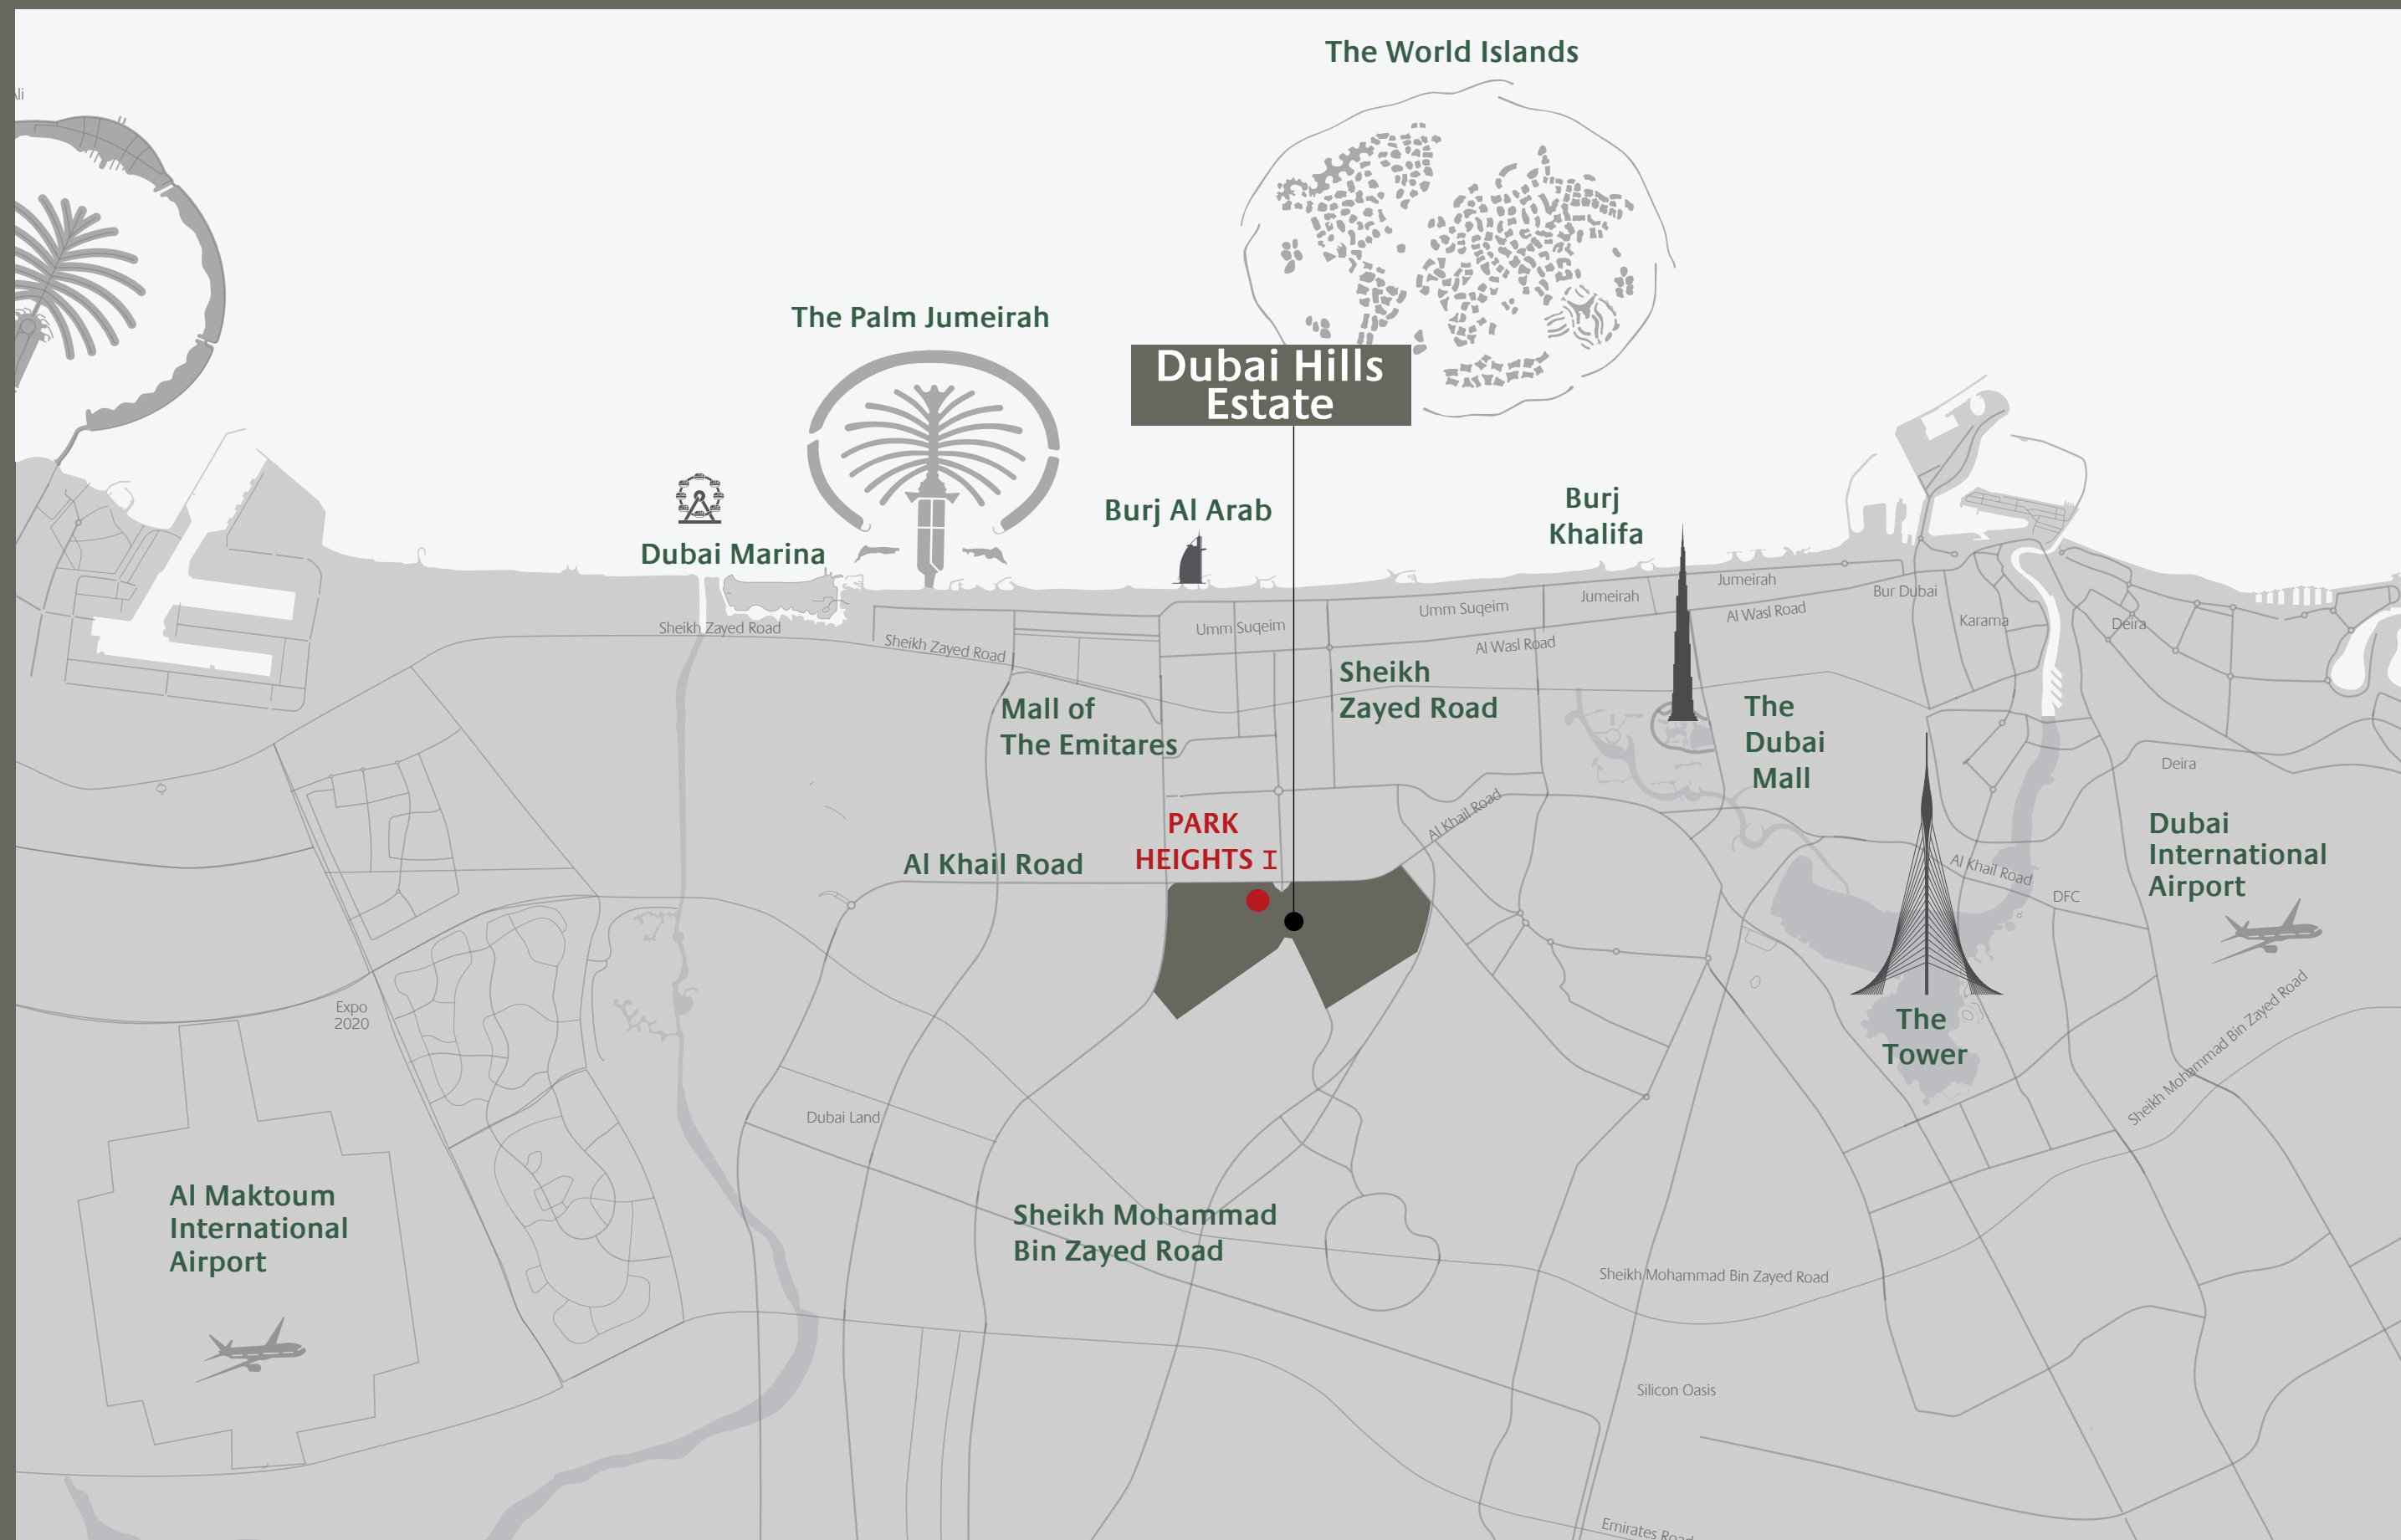 The World Islands
The Palm Jumeirah
Dubai Hills
Estate
Burj
Khalifa
Burj Al Arab
Dubai Marina
Jumeirah
Jumeirah
Bur Dubai
Umm Suqeim
Al Wasl Road
Karama
Deira
Sheikh Zayed Road
Umm Suqeim
Sheikh Zayed Road
Al Wasl Road
Sheikh
Zayed Road
Mall of
The Emitares
The
Dubai
Mall
Deira
Al Khail Road
PARK
HEIGHTS I
Al Khail Road
Dubai
International
Airport
Al Khail Road
DFC
Expo
2020
The
Tower
Sheikh Mohammad Bin Zayed Road
Dubai Land
Al Maktoum
International
Airport
Sheikh Mohammad
Bin Zayed Road
Sheikh Mohammad Bin Zayed Road
Silicon Oasis
Emirates Road